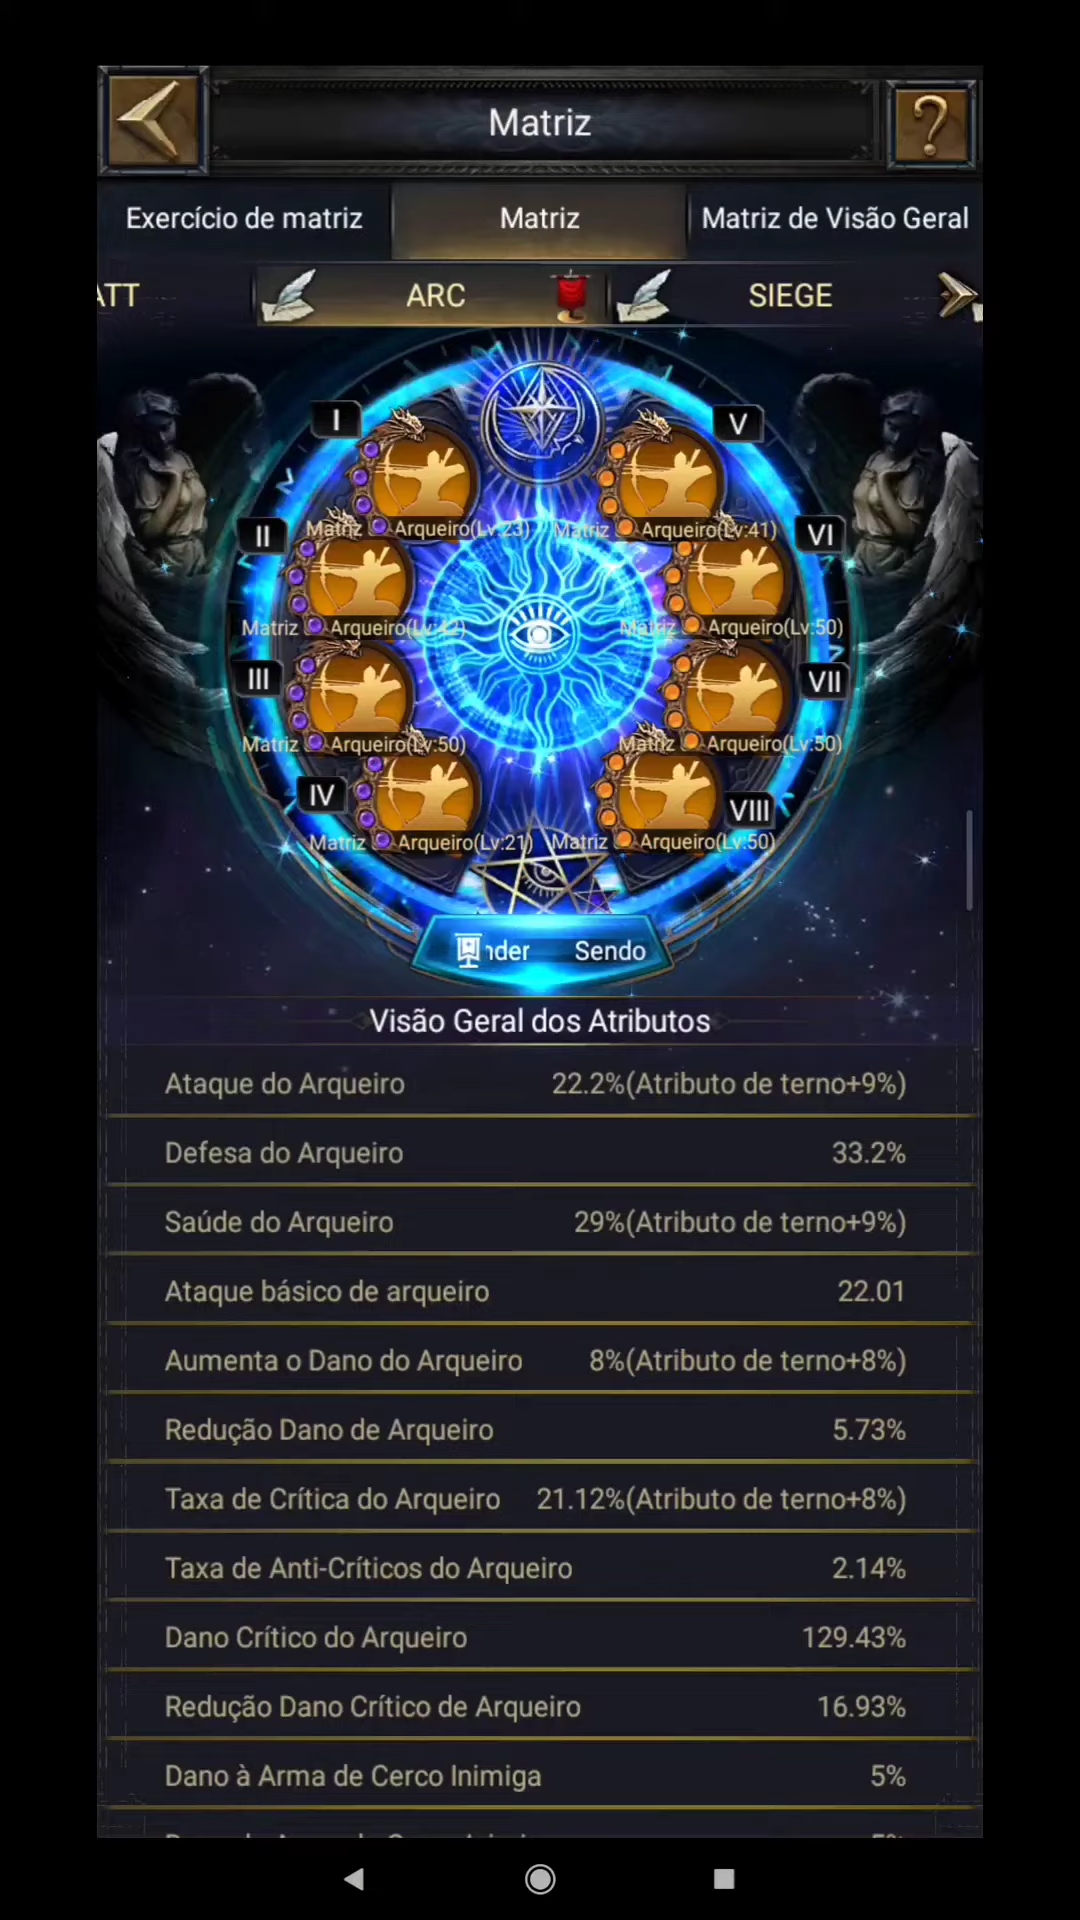 Matriz
Exercício de matriz
Matriz
Matriz de Visão Geral
ATT
ARC
SIEGE
I
V
Matriz Arqueiro(Lv:23)
Matriz Arqueiro(Lv:41)
II
VI
Matriz Arqueiro(Lv:42)
Matriz Arqueiro(Lv:50)
III
VII
Matriz Arqueiro(Lv:50)
Matriz Arqueiro(Lv:50)
IV
VIII
Matriz Arqueiro(Lv:21)
Matriz Arqueiro(Lv:50)
nder Sendo
Visão Geral dos Atributos
Ataque do Arqueiro 22.2%(Atributo de terno+9%)
Defesa do Arqueiro 33.2%
Saúde do Arqueiro 29%(Atributo de terno+9%)
Ataque básico de arqueiro 22.01
Aumenta o Dano do Arqueiro 8%(Atributo de terno+8%)
Redução Dano de Arqueiro 5.73%
Taxa de Crítica do Arqueiro 21.12%(Atributo de terno+8%)
Taxa de Anti-Críticos do Arqueiro 2.14%
Dano Crítico do Arqueiro 129.43%
Redução Dano Crítico de Arqueiro 16.93%
Dano à Arma de Cerco Inimiga 5%